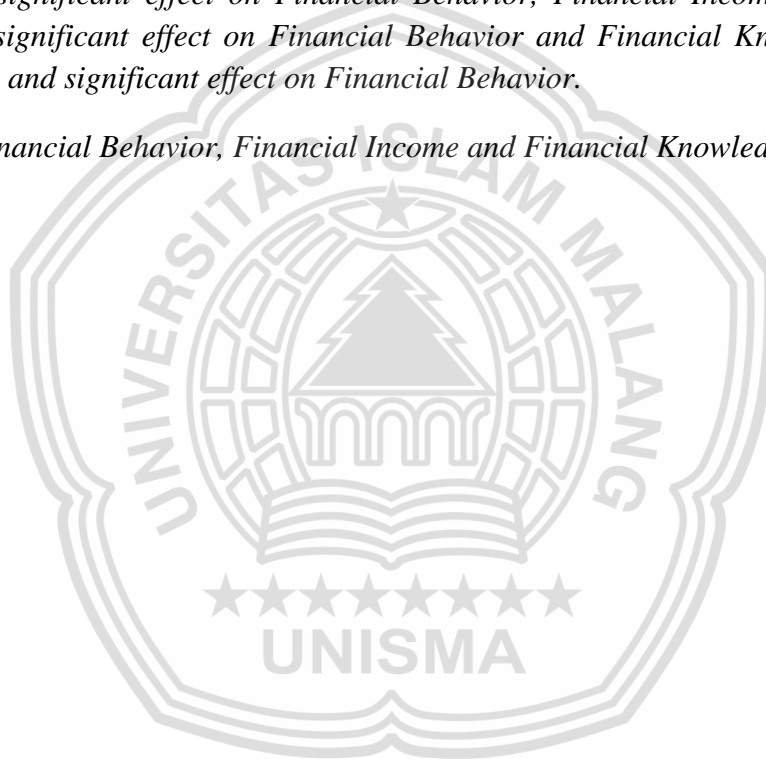 significant effect on Financial Behavior, Financial Incom
significant effect on Financial Behavior and Financial Kn
and significant effect on Financial Behavior.
nancial Behavior, Financial Income and Financial Knowled
UNIVERSITAS ISLAM MALANG
UNISMA